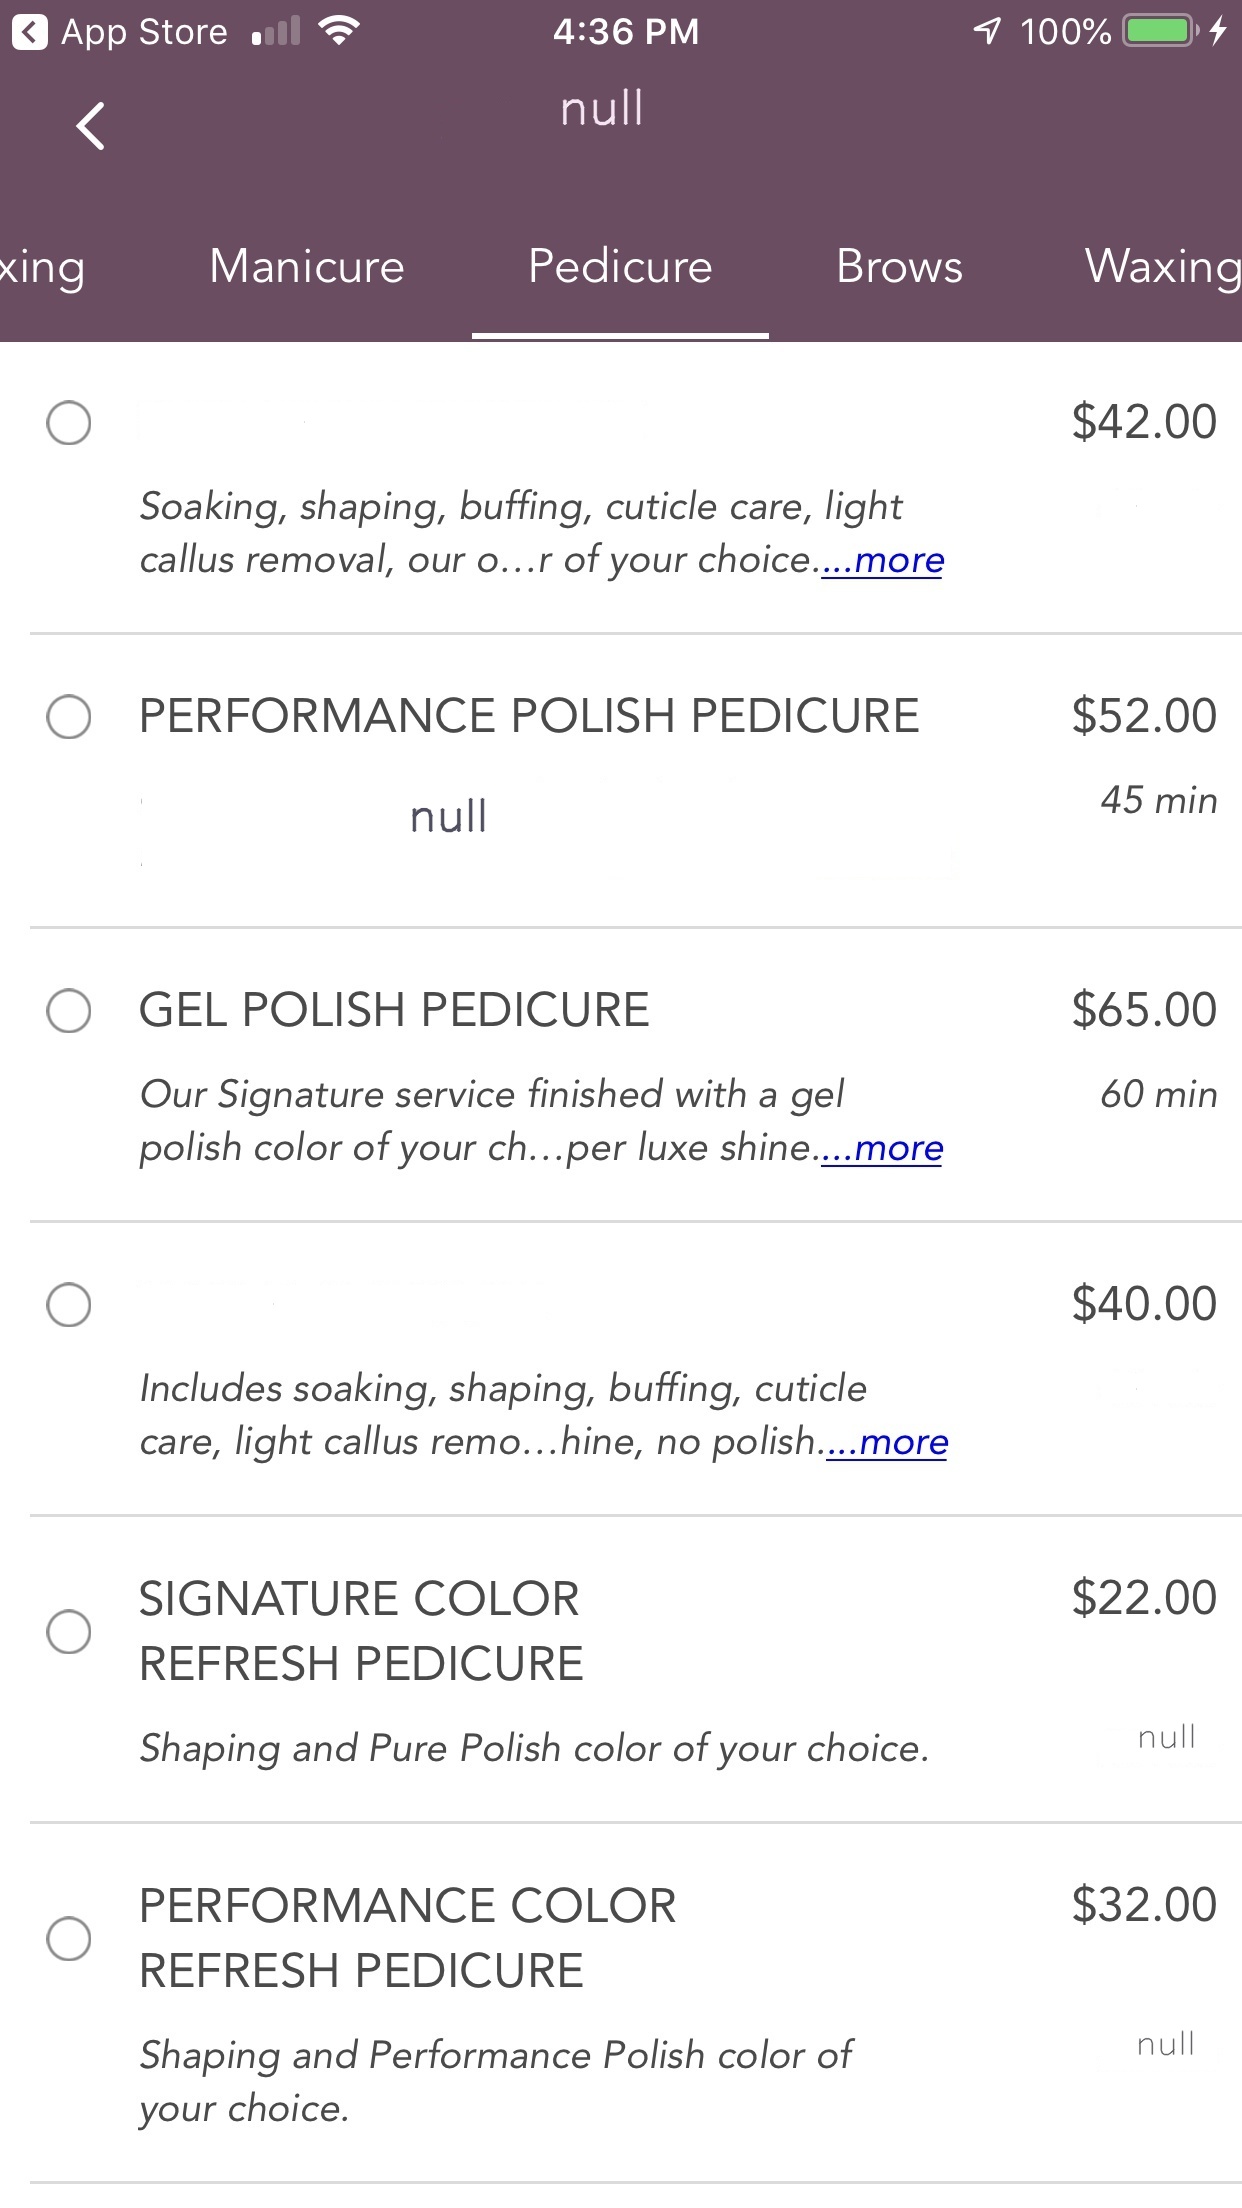 App Store
4:36 PM
100%
null
xing Manicure Pedicure Brows Waxing
$42.00
Soaking, shaping, buffing, cuticle care, light
callus removal, our o...r of your choice....more
PERFORMANCE POLISH PEDICURE $52.00
45 min
null
GEL POLISH PEDICURE $65.00
Our Signature service finished with a gel 60 min
polish color of your ch...per luxe shine....more
$40.00
Includes soaking, shaping, buffing, cuticle
care, light callus remo...hine, no polish....more
SIGNATURE COLOR $22.00
REFRESH PEDICURE
Shaping and Pure Polish color of your choice. null
PERFORMANCE COLOR $32.00
REFRESH PEDICURE
Shaping and Performance Polish color of null
your choice.